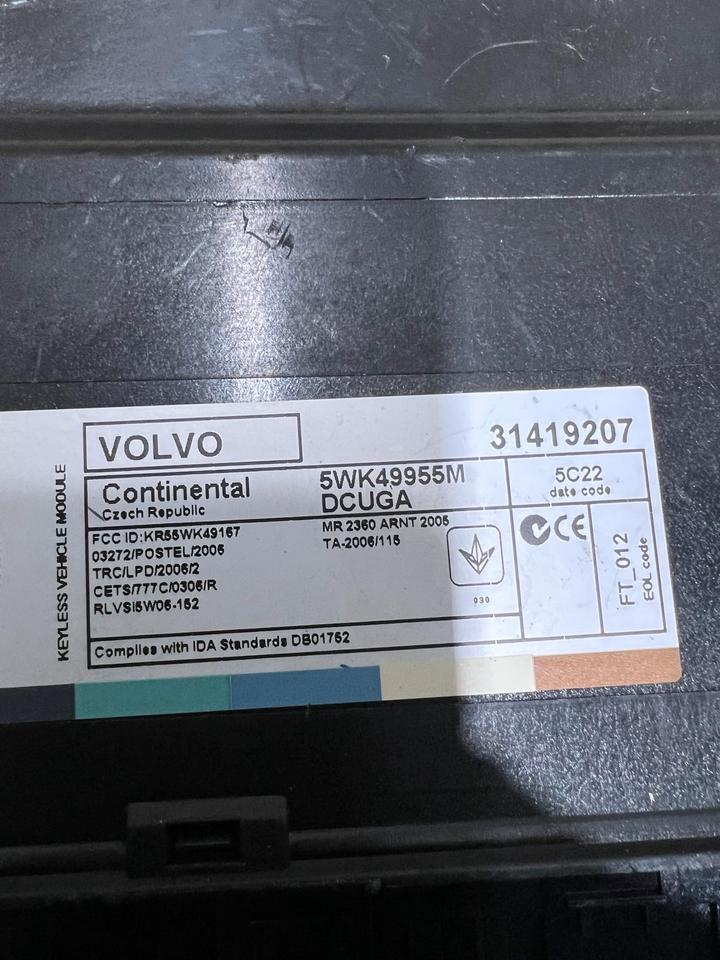 VOLVO
31419207
KEYLESS VEHICLE MODULE
Continental
Czech Republic
5WK49955M
DCUGA
5C22
date code
FCC ID:KR55WK49167
03272/POSTEL/2006
TRC/LPD/2006/2
CETS/777C/0306/R
RLVSI5W06-152
MR 2360 ARNT 2005
TA-2006/115
030
CE
FT_012
EOL code
Complies with IDA Standards DB01752